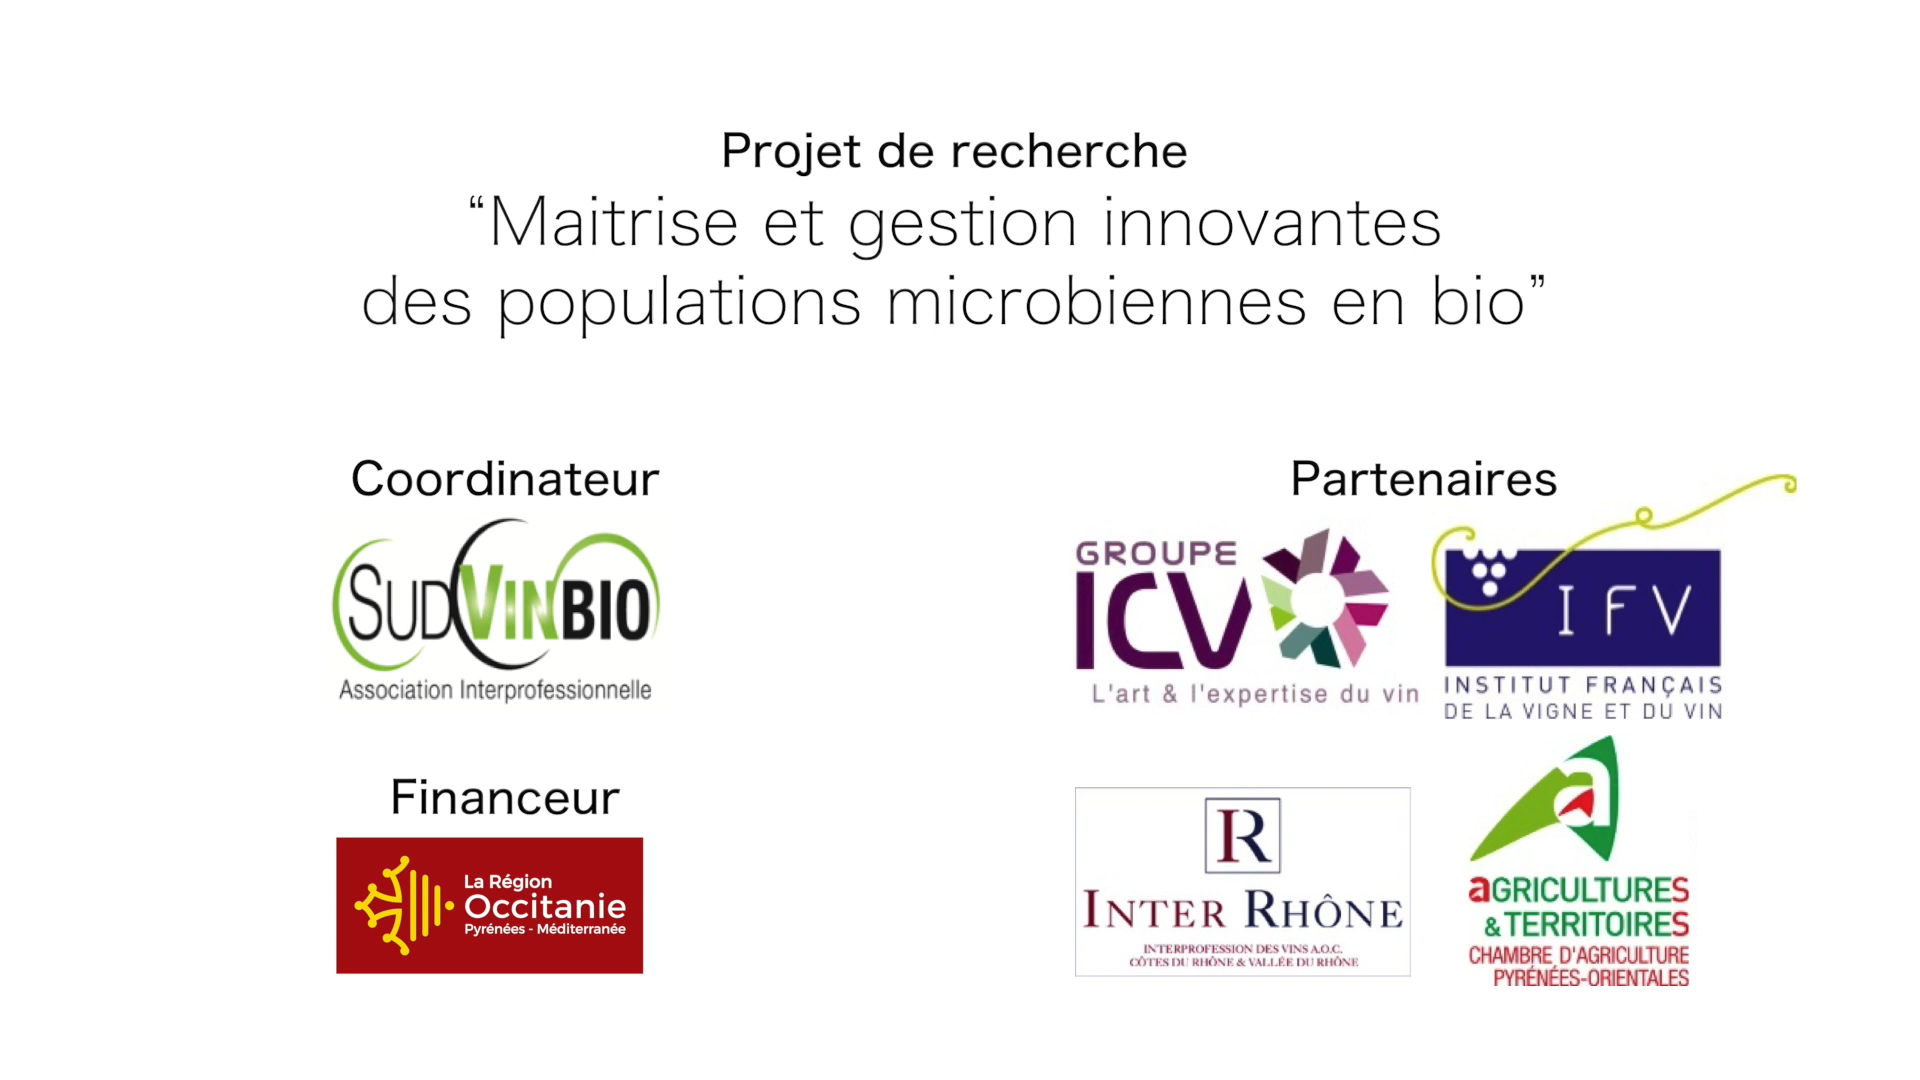 Projet de recherche
“Maitrise et gestion innovantes
des populations microbiennes en bio”
Coordinateur
SUDVINBIO
Association Interprofessionnelle
Financeur
La Région
Occitanie
Pyrénées - Méditerranée
Partenaires
GROUPE
ICV
L'art & l'expertise du vin
IFV
INSTITUT FRANÇAIS
DE LA VIGNE ET DU VIN
IR
INTER RHÔNE
INTERPROFESSION DES VINS A.O.C.
CÔTES DU RHÔNE & VALLÉE DU RHÔNE
a
aGRICULTURES
& TERRITOIRES
CHAMBRE D'AGRICULTURE
PYRÉNÉES-ORIENTALES